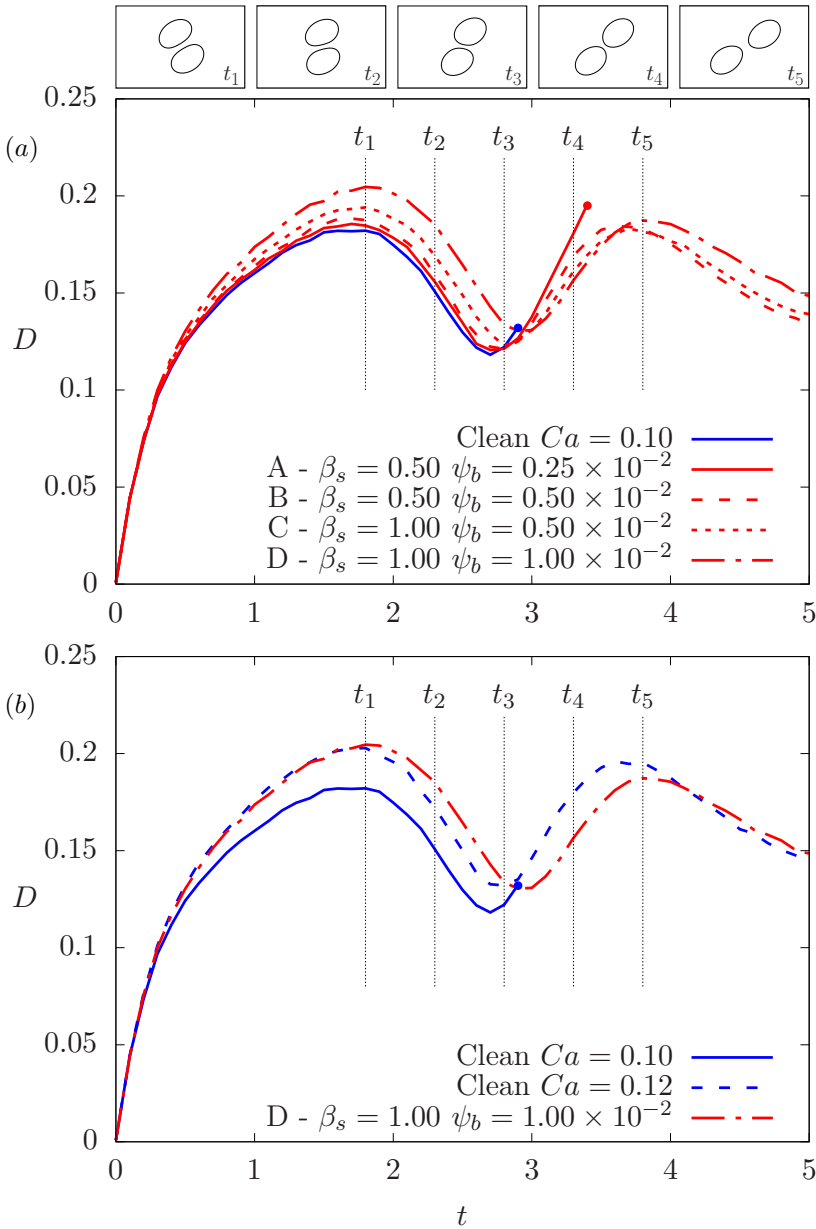 t₁ t₂ t₃ t₄ t₅
0.25
(a)
t₁ t₂ t₃ t₄ t₅
0.2
0.15
D
0.1
Clean Ca = 0.10
A - βₛ = 0.50 ψ_b = 0.25 × 10⁻²
B - βₛ = 0.50 ψ_b = 0.50 × 10⁻²
0.05
C - βₛ = 1.00 ψ_b = 0.50 × 10⁻²
D - βₛ = 1.00 ψ_b = 1.00 × 10⁻²
0
0 1 2 3 4 5
0.25
(b)
t₁ t₂ t₃ t₄ t₅
0.2
0.15
D
0.1
0.05
Clean Ca = 0.10
Clean Ca = 0.12
D - βₛ = 1.00 ψ_b = 1.00 × 10⁻²
0
0 1 2 3 4 5
t